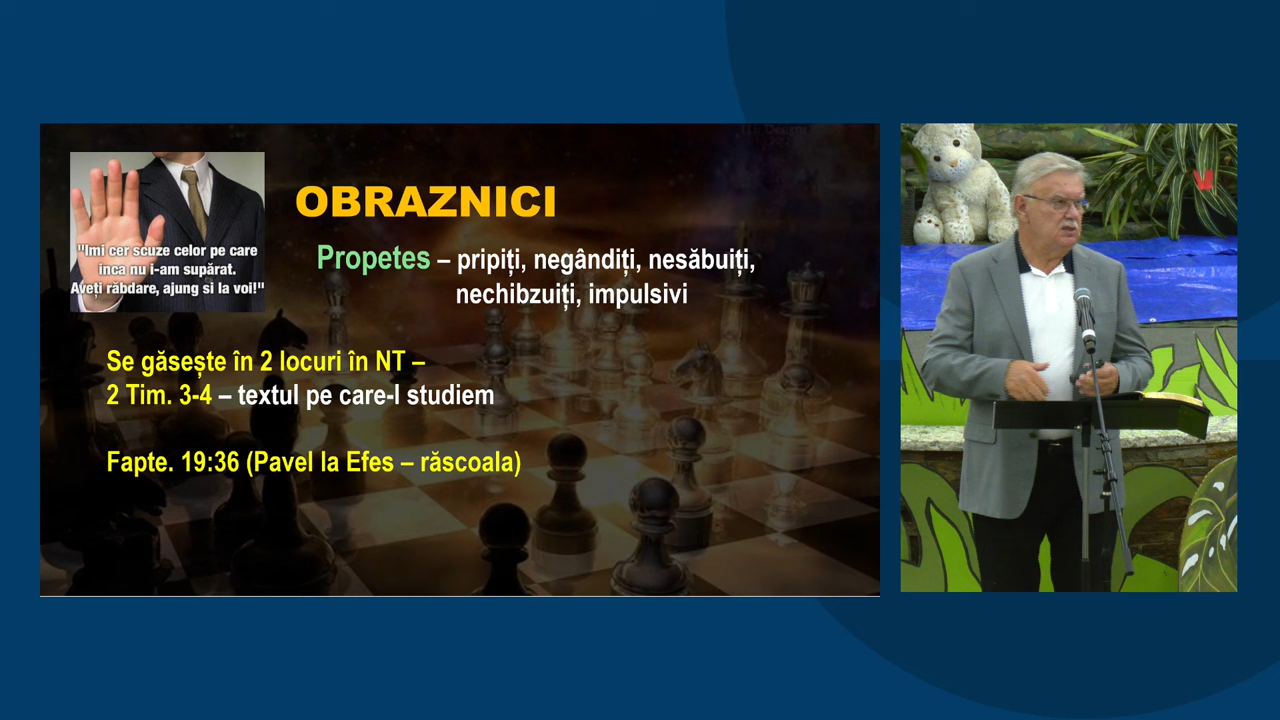 OBRAZNICI
"Imi cer scuze celor pe care
inca nu i-am supărat.
Aveți răbdare, ajung si la voi!"
Propetes – pripiți, negândiți, nesăbuiți,
nechibzuiți, impulsivi
Se găsește în 2 locuri în NT –
2 Tim. 3-4 – textul pe care-l studiem
Fapte. 19:36 (Pavel la Efes – răscoala)